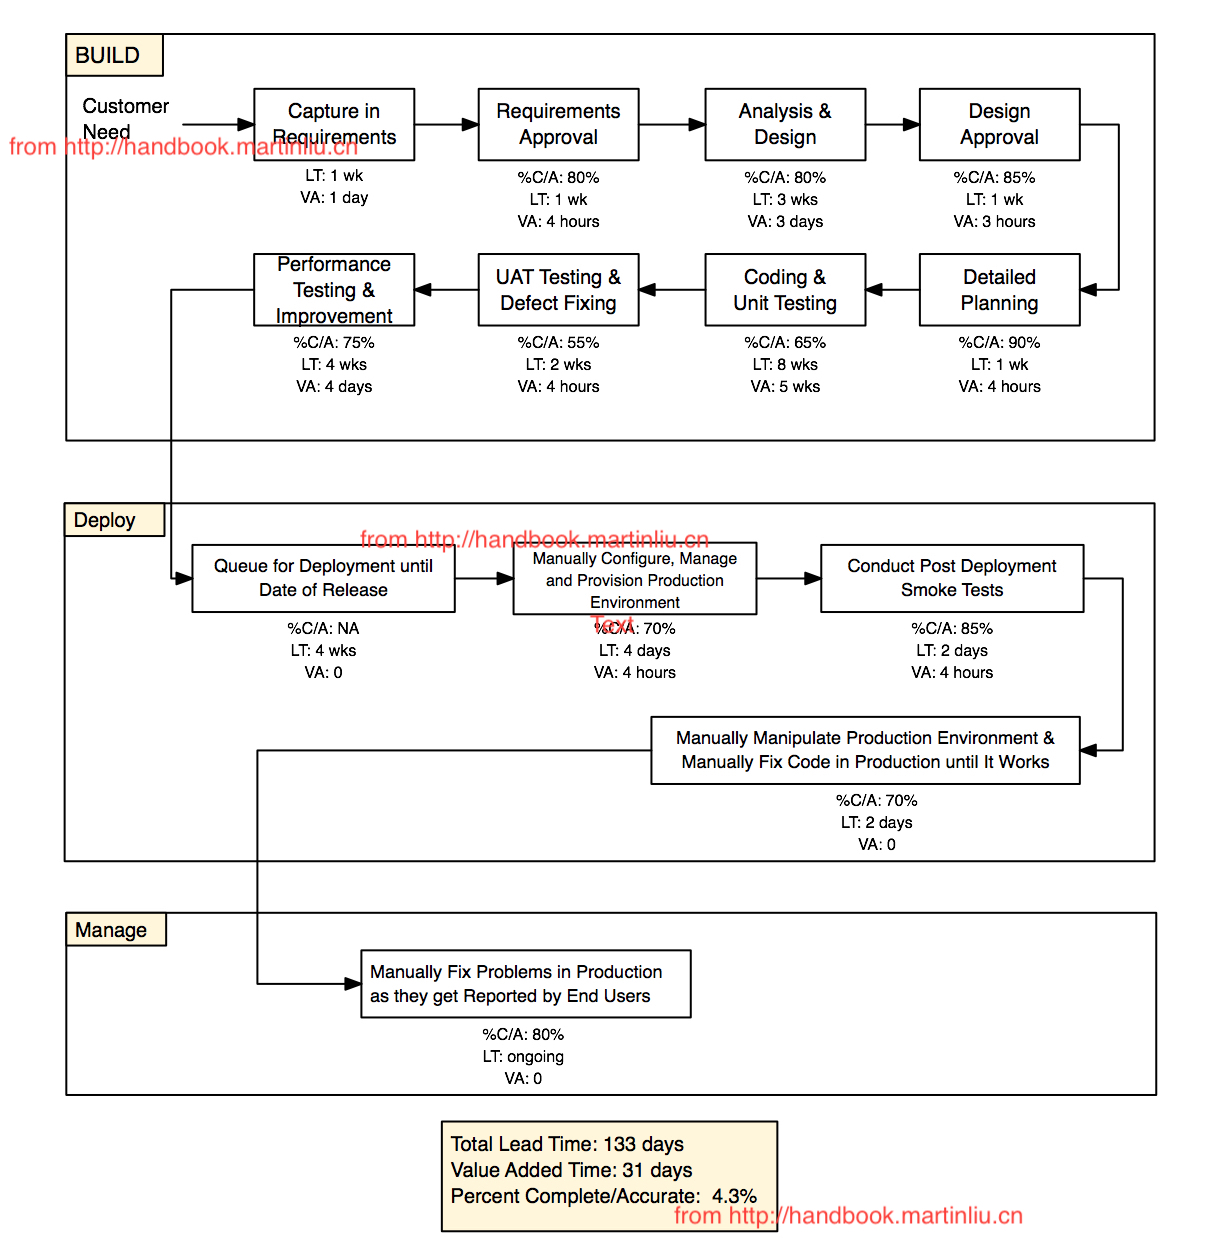 BUILD
Customer
Need
Capture in
Requirements
LT: 1 wk
VA: 1 day
Requirements
Approval
%C/A: 80%
LT: 1 wk
VA: 4 hours
Analysis &
Design
%C/A: 80%
LT: 3 wks
VA: 3 days
Design
Approval
%C/A: 85%
LT: 1 wk
VA: 3 hours
from http://handbook.martinliu.cn
Performance
Testing &
Improvement
%C/A: 75%
LT: 4 wks
VA: 4 days
UAT Testing &
Defect Fixing
%C/A: 55%
LT: 2 wks
VA: 4 hours
Coding &
Unit Testing
%C/A: 65%
LT: 8 wks
VA: 5 wks
Detailed
Planning
%C/A: 90%
LT: 1 wk
VA: 4 hours
Deploy
from http://handbook.martinliu.cn
Queue for Deployment until
Date of Release
%C/A: NA
LT: 4 wks
VA: 0
Manually Configure, Manage
and Provision Production
Environment
Text
%C/A: 70%
LT: 4 days
VA: 4 hours
Conduct Post Deployment
Smoke Tests
%C/A: 85%
LT: 2 days
VA: 4 hours
Manually Manipulate Production Environment &
Manually Fix Code in Production until It Works
%C/A: 70%
LT: 2 days
VA: 0
Manage
Manually Fix Problems in Production
as they get Reported by End Users
%C/A: 80%
LT: ongoing
VA: 0
Total Lead Time: 133 days
Value Added Time: 31 days
Percent Complete/Accurate: 4.3%
from http://handbook.martinliu.cn